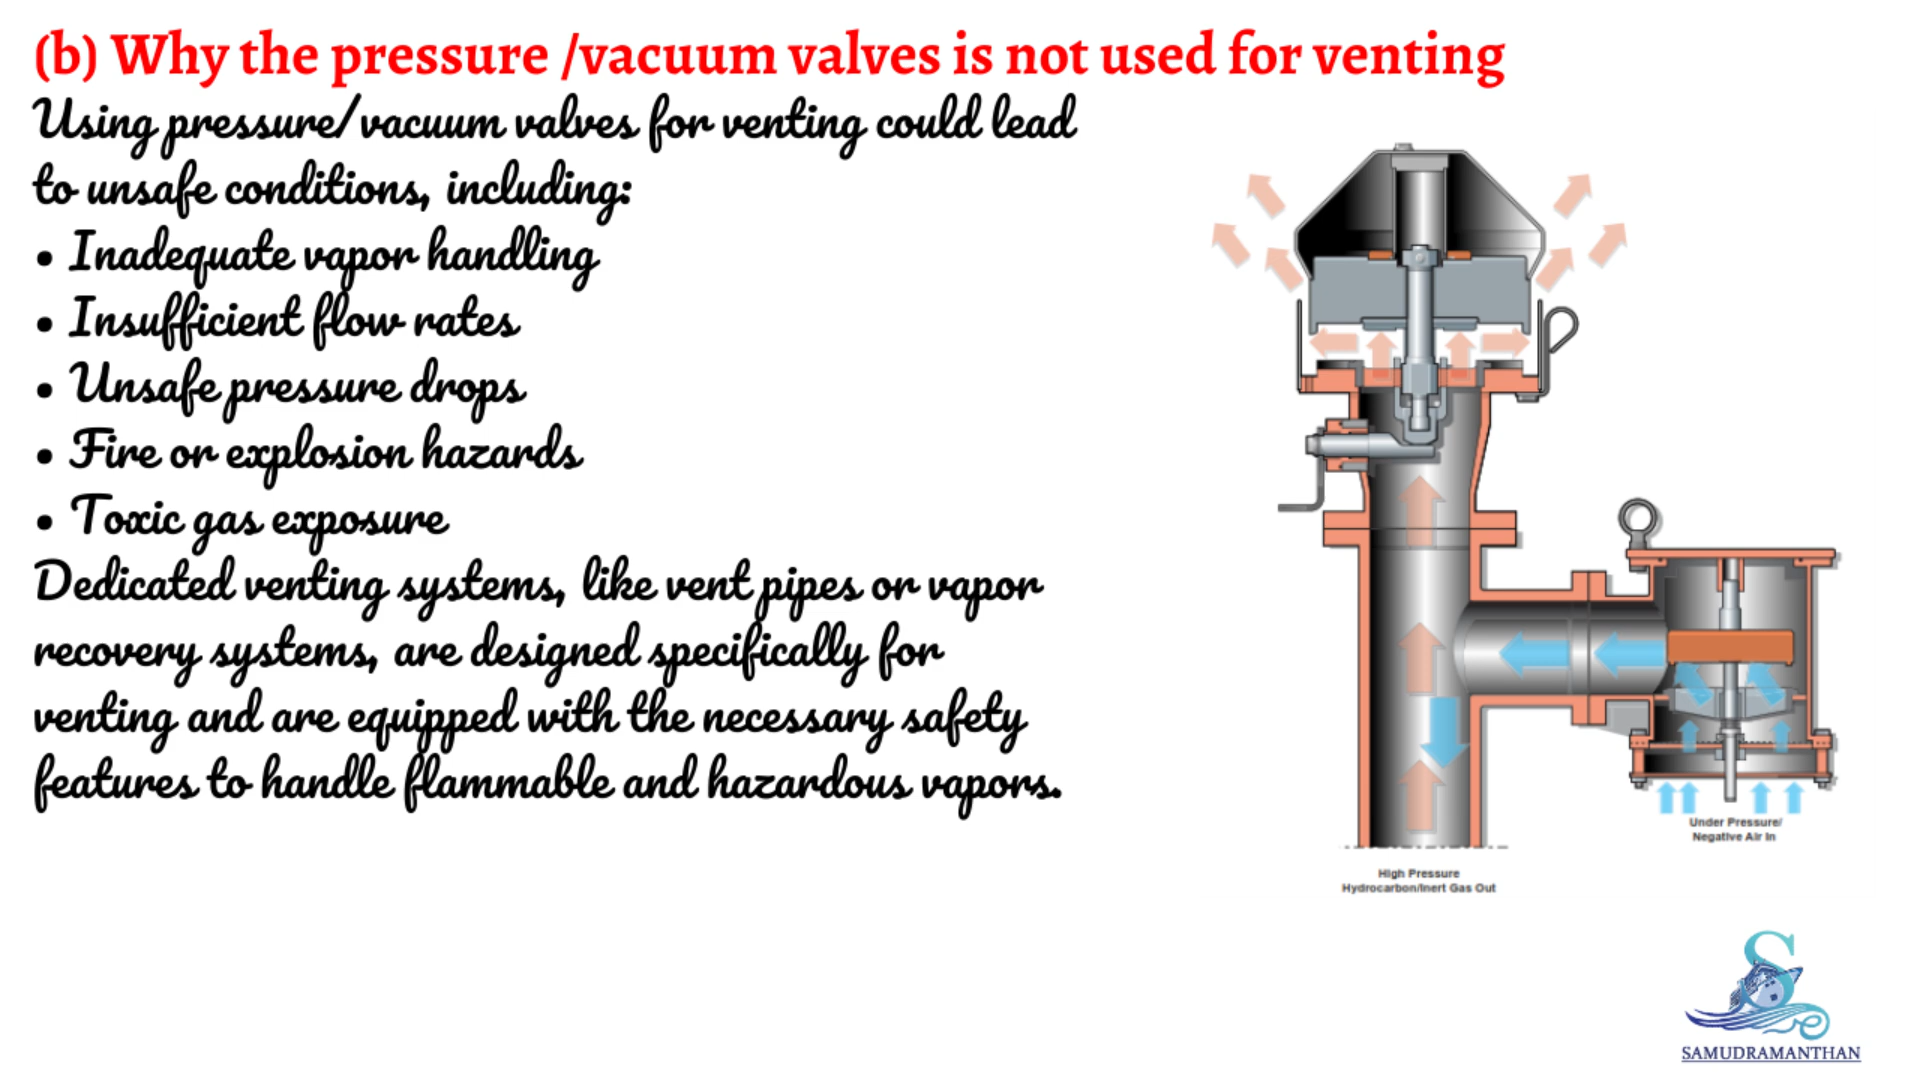 (b) Why the pressure /vacuum valves is not used for venting
Using pressure/vacuum valves for venting could lead
to unsafe conditions, including:
• Inadequate vapor handling
• Insufficient flow rates
• Unsafe pressure drops
• Fire or explosion hazards
• Toxic gas exposure
Dedicated venting systems, like vent pipes or vapor
recovery systems, are designed specifically for
venting and are equipped with the necessary safety
features to handle flammable and hazardous vapors.
Under Pressure/
Negative Air In
High Pressure
Hydrocarbon/Inert Gas Out
SAMUDRAMANTHAN